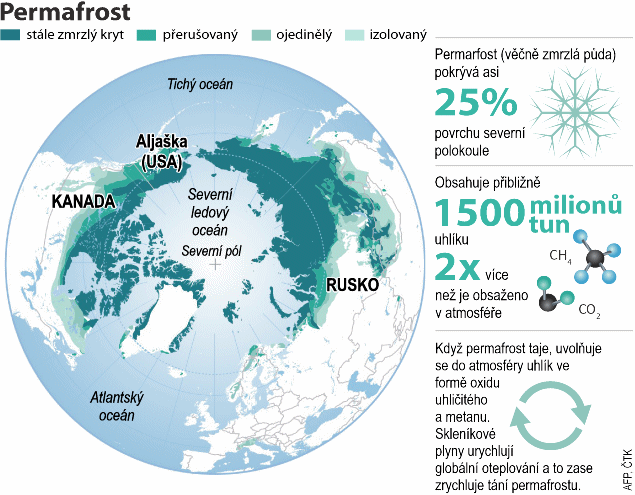 Permafrost
stále zmrzlý kryt
přerušovaný
ojedinělý
izolovaný
Tichý oceán
Aljaška
(USA)
KANADA
Severní
ledový
oceán
Severní pól
RUSKO
Atlantský
oceán
Permarfost (věčně zmrzlá půda)
pokrývá asi
25%
povrchu severní
polokoule
Obsahuje přibližně
1500 milionů
tun
uhlíku
2x více
než je obsaženo
v atmosféře
CH4
CO2
Když permafrost taje, uvolňuje
se do atmosféry uhlík ve
formě oxidu
uhličitého
a metanu.
Skleníkové
plyny urychlují
globální oteplování a to zase
zrychluje tání permafrostu.
AFP, ČTK